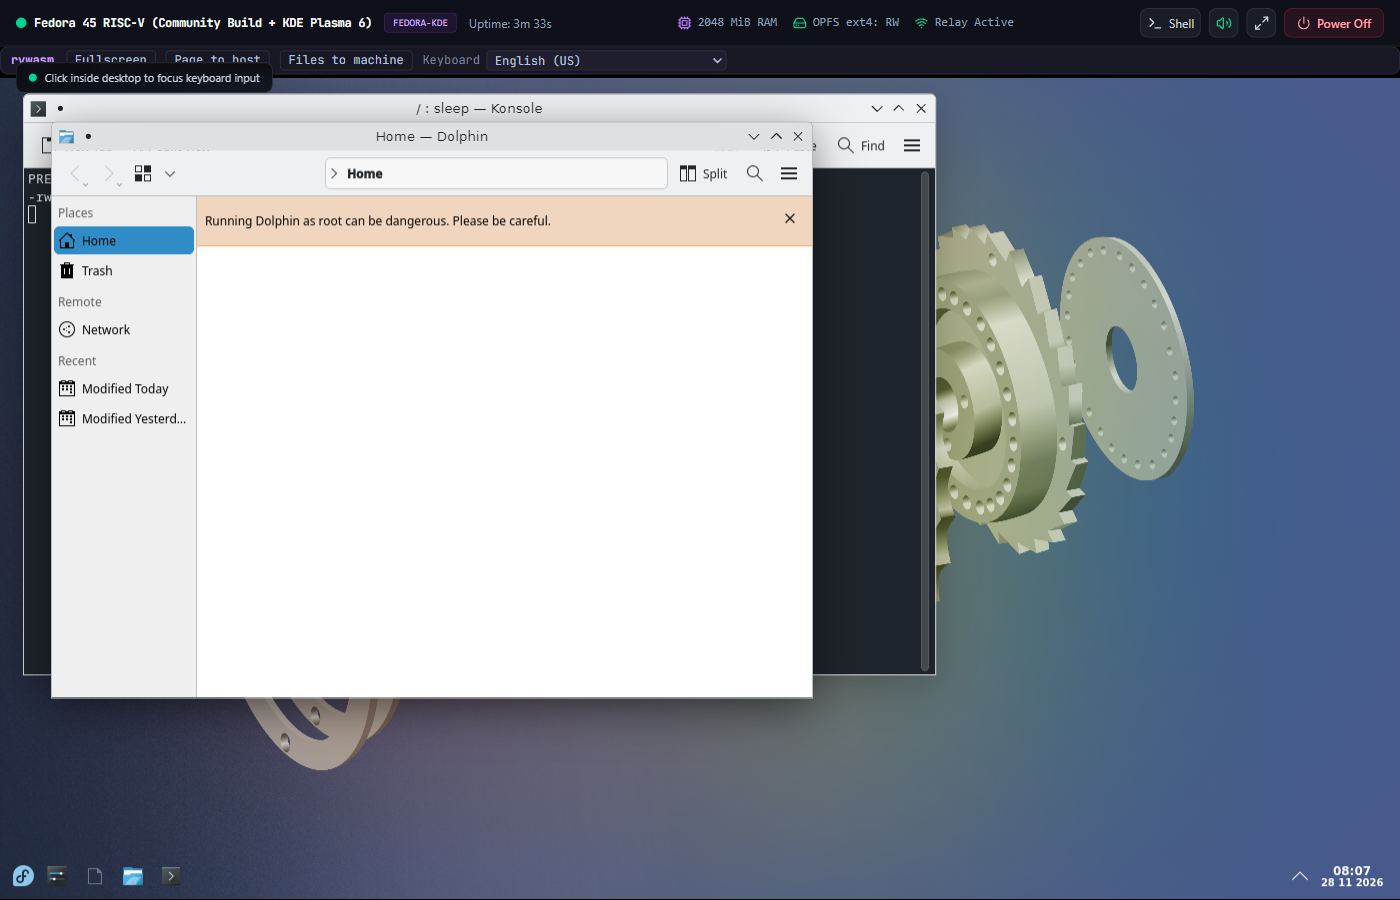 Fedora 45 RISC-V (Community Build + KDE Plasma 6)
FEDORA-KDE
Uptime: 3m 33s
2048 MiB RAM
OPFS ext4: RW
Relay Active
Shell
Power Off
rvwasm
Fullscreen
Page to host
Files to machine
Keyboard
English (US)
Click inside desktop to focus keyboard input
/ : sleep — Konsole
Find
Home — Dolphin
Home
Split
PRE
-rw
Places
Home
Trash
Remote
Network
Recent
Modified Today
Modified Yesterd...
Running Dolphin as root can be dangerous. Please be careful.
08:07
28 11 2026